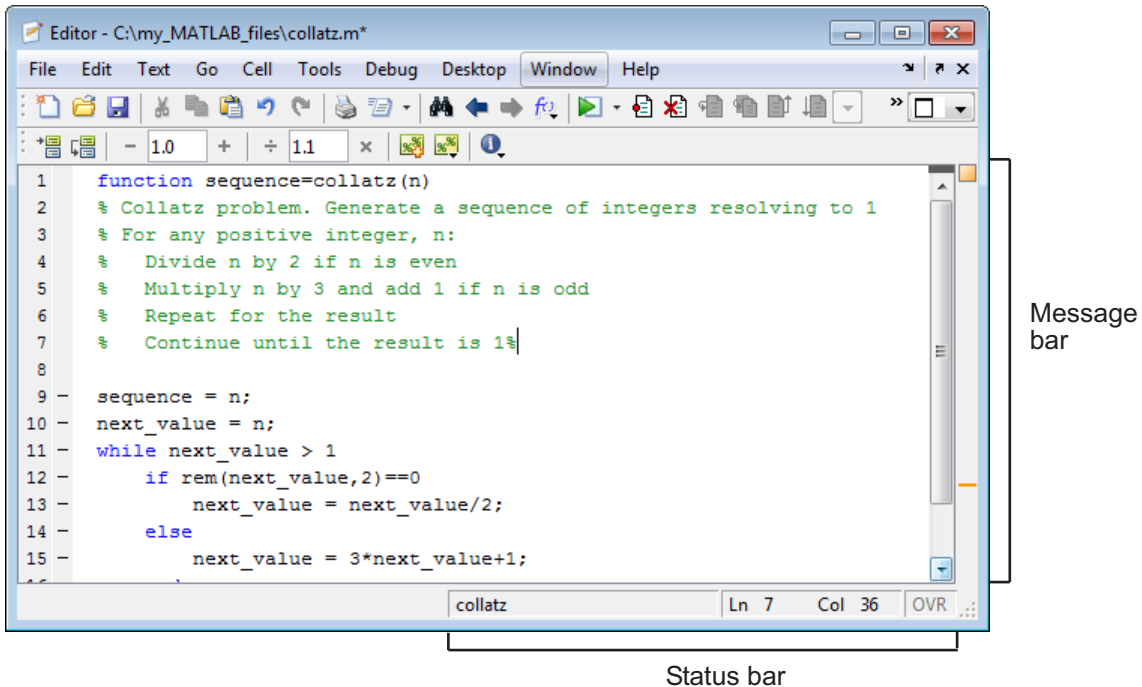 Editor - C:\my_MATLAB_files\collatz.m*
File Edit Text Go Cell Tools Debug Desktop Window Help
− 1.0 + ÷ 1.1 ×
1 function sequence=collatz(n)
2 % Collatz problem. Generate a sequence of integers resolving to 1
3 % For any positive integer, n:
4 %   Divide n by 2 if n is even
5 %   Multiply n by 3 and add 1 if n is odd
6 %   Repeat for the result
7 %   Continue until the result is 1%
8
9 − sequence = n;
10 − next_value = n;
11 − while next_value > 1
12 −     if rem(next_value,2)==0
13 −         next_value = next_value/2;
14 −     else
15 −         next_value = 3*next_value+1;
collatz Ln 7 Col 36 OVR
Message
bar
Status bar